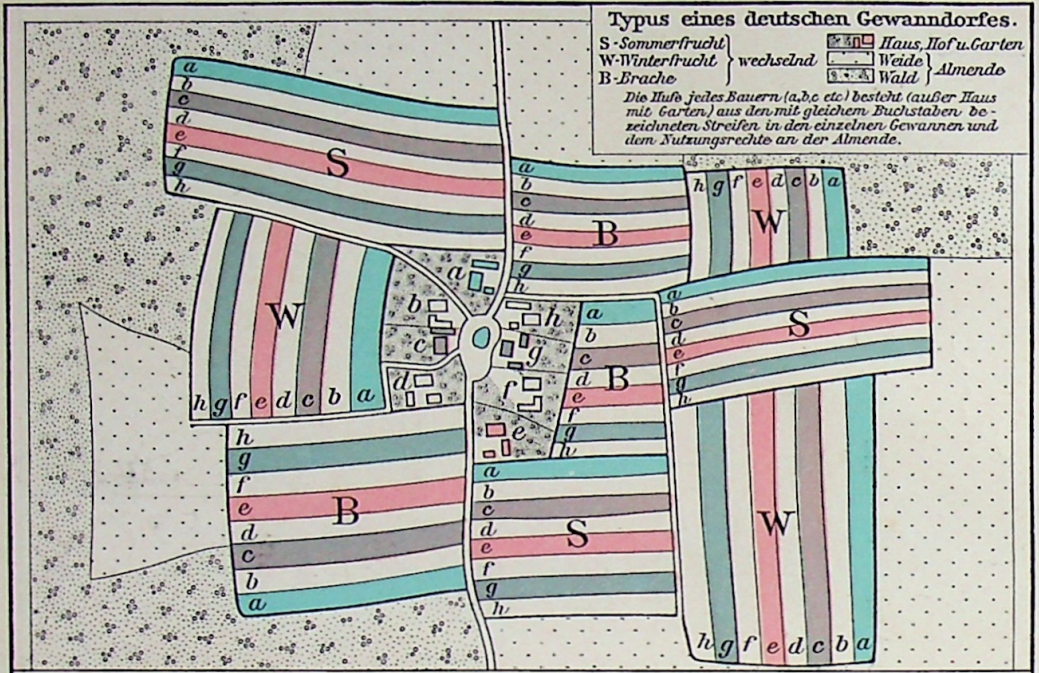 Typus eines deutschen Gewanndorfes.
S-Sommerfrucht
W-Winterfrucht
B-Brache
wechselnd
Haus, Hof u. Garten
Weide
Wald
Almende
Die Hufe jedes Bauern (a,b,c etc) besteht (außer Haus
mit Garten) aus den mit gleichem Buchstaben be-
zeichneten Streifen in den einzelnen Gewannen und
dem Nutzungsrechte an der Almende.
a
b
c
d
e
f
g
h
S
a
b
c
d
e
f
g
h
B
h g f e d c b a
W
a
b
c
d
e
f
g
h
S
W
h g f e d c b a
a
b
c
d
e
f
g
h
a
b
c
d
e
f
g
h
B
h
g
f
e
d
c
b
a
B
a
b
c
d
e
f
g
h
S
W
h g f e d c b a